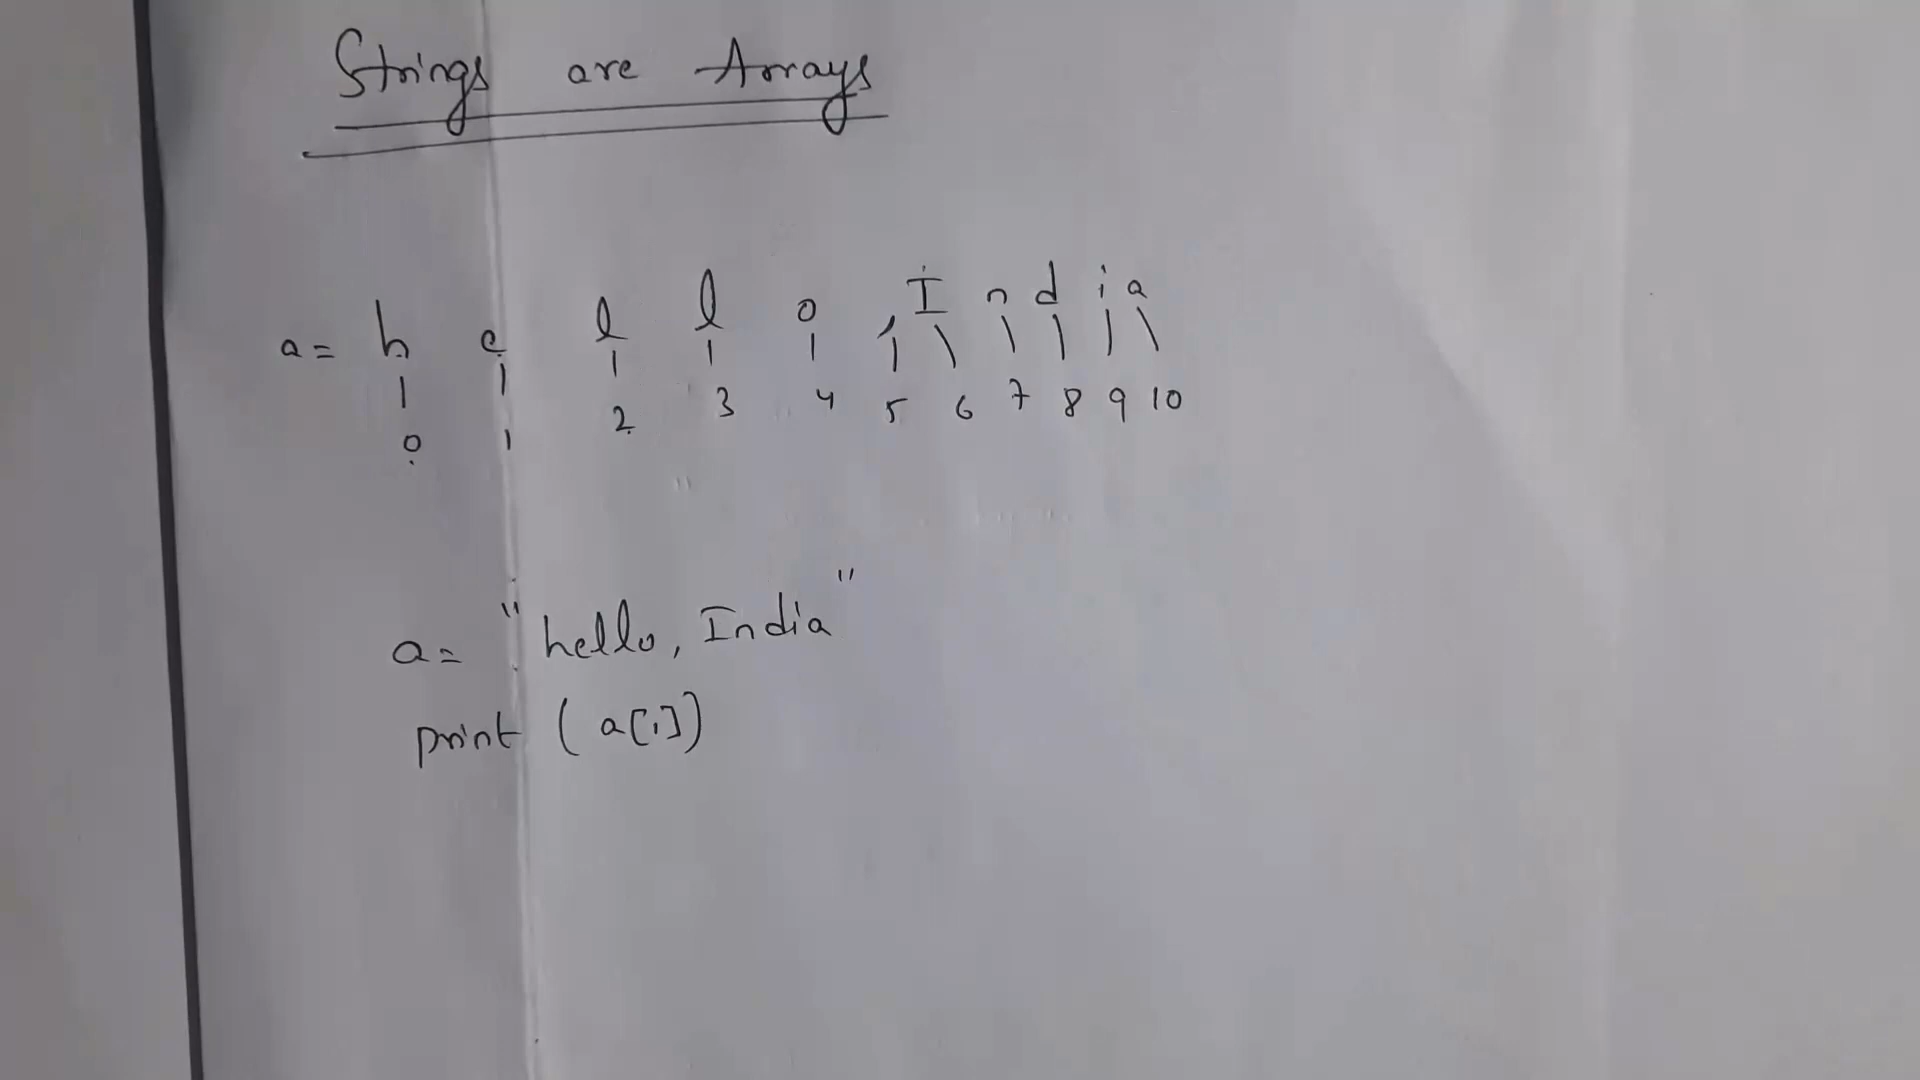 Strings are Arrays
a = h e l l o , I n d i a
0 1 2 3 4 5 6 7 8 9 10
a = "hello, India"
print (a[1])